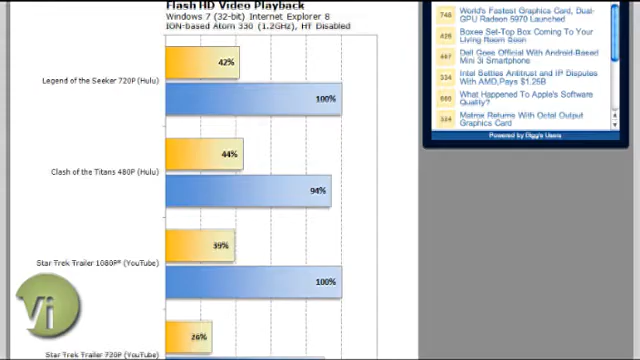 Flash HD Video Playback
Windows 7 (32-bit) Internet Explorer 8
ION-based Atom 330 (1.2GHz), HT Disabled
Legend of the Seeker 720P (Hulu)
42%
100%
Clash of the Titans 480P (Hulu)
44%
94%
Star Trek Trailer 1080P* (YouTube)
39%
100%
Star Trek Trailer 720P (YouTube)
26%
Vi
748
World's Fastest Graphics Card, Dual-
GPU Radeon 5970 Launched
426
Boxee Set-Top Box Coming To Your
Living Room Soon
467
Dell Goes Official With Android-Based
Mini 3i Smartphone
334
Intel Settles Antitrust and IP Disputes
With AMD,Pays $1.25B
What Happened To Apple's Software
Quality?
324
Matrox Returns With Octal Output
Graphics Card
Powered by Digg's Users